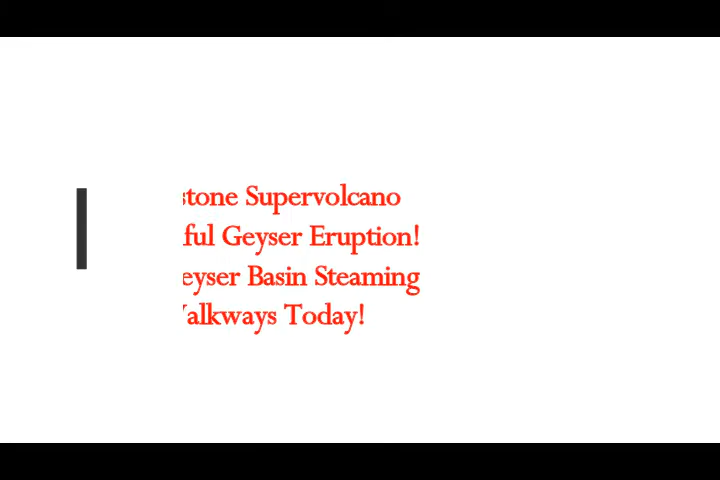 stone Supervolcano
ful Geyser Eruption!
eyser Basin Steaming
alkways Today!